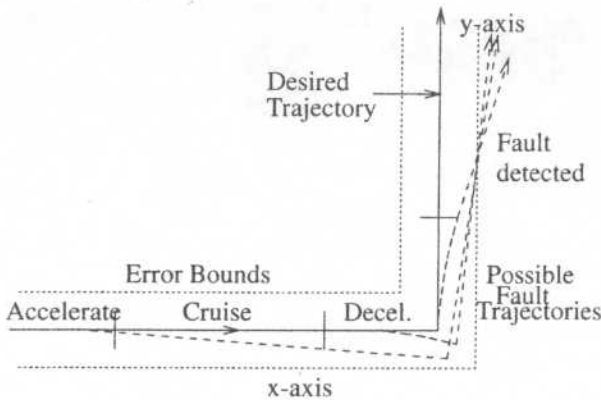 y-axis
Desired
Trajectory
Fault
detected
Error Bounds
Possible
Fault
Accelerate Cruise Decel. Trajectories
x-axis